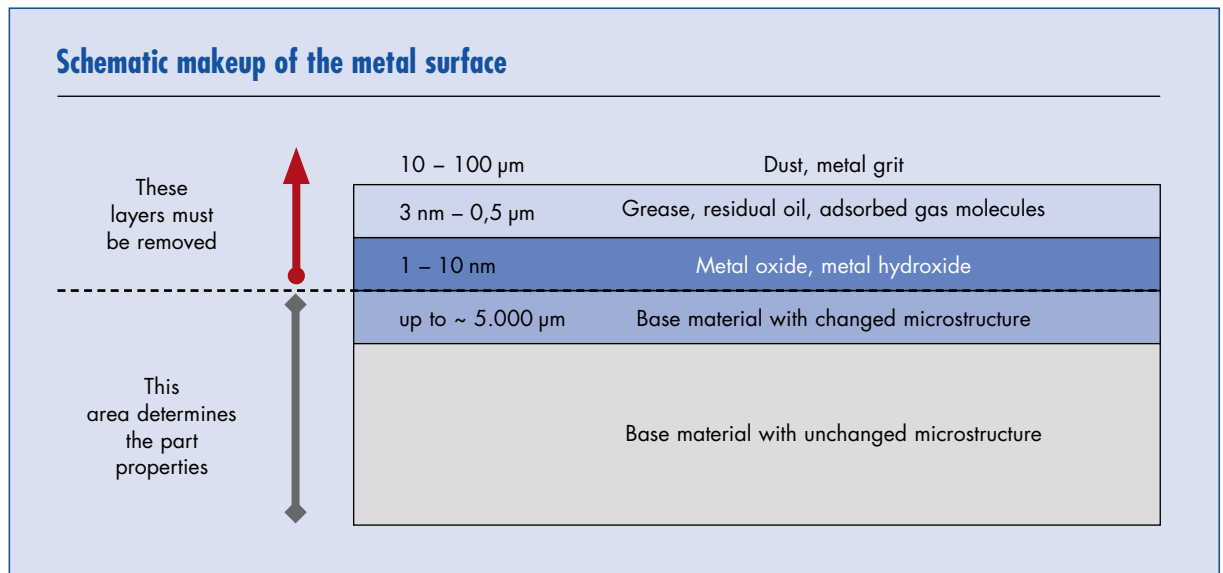 Schematic makeup of the metal surface
These
layers must
be removed
10 – 100 µm Dust, metal grit
3 nm – 0,5 µm Grease, residual oil, adsorbed gas molecules
1 – 10 nm Metal oxide, metal hydroxide
up to ~ 5.000 µm Base material with changed microstructure
This
area determines
the part
properties
Base material with unchanged microstructure